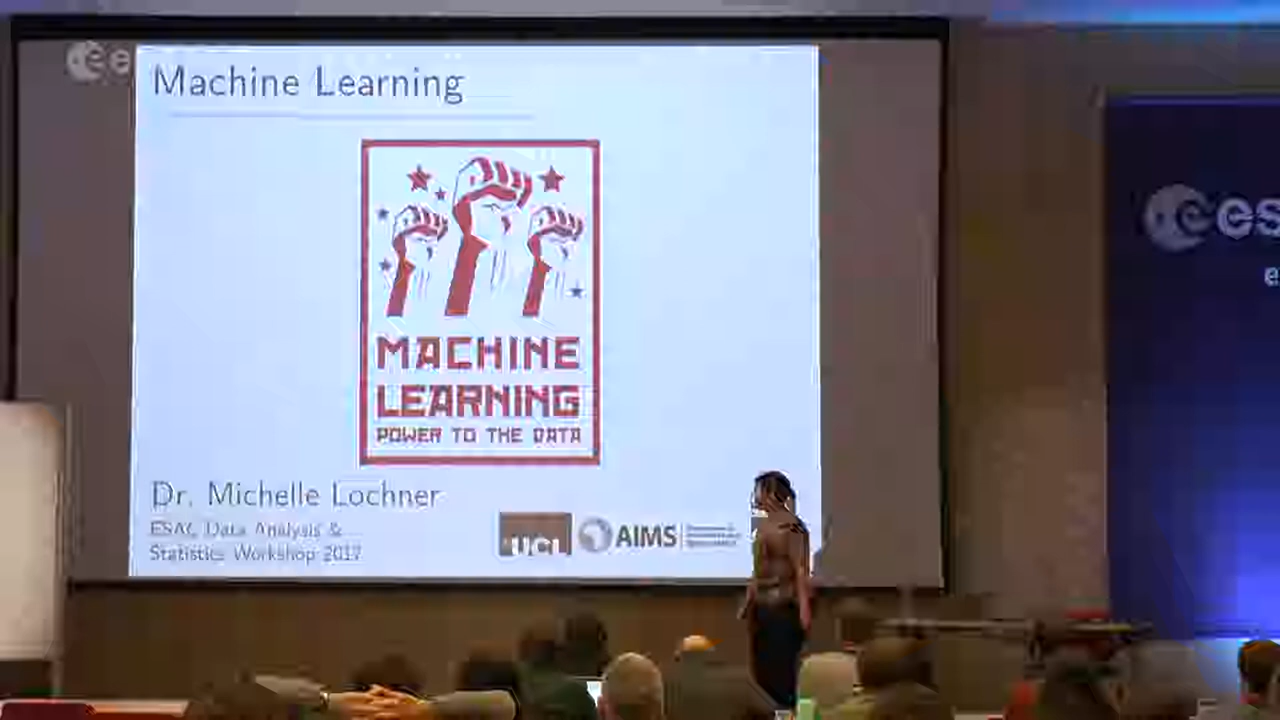 Machine Learning
MACHINE
LEARNING
POWER TO THE DATA
Dr. Michelle Lochner
ESAC Data Analysis &
Statistics Workshop 2017
UCL
AIMS
es
e